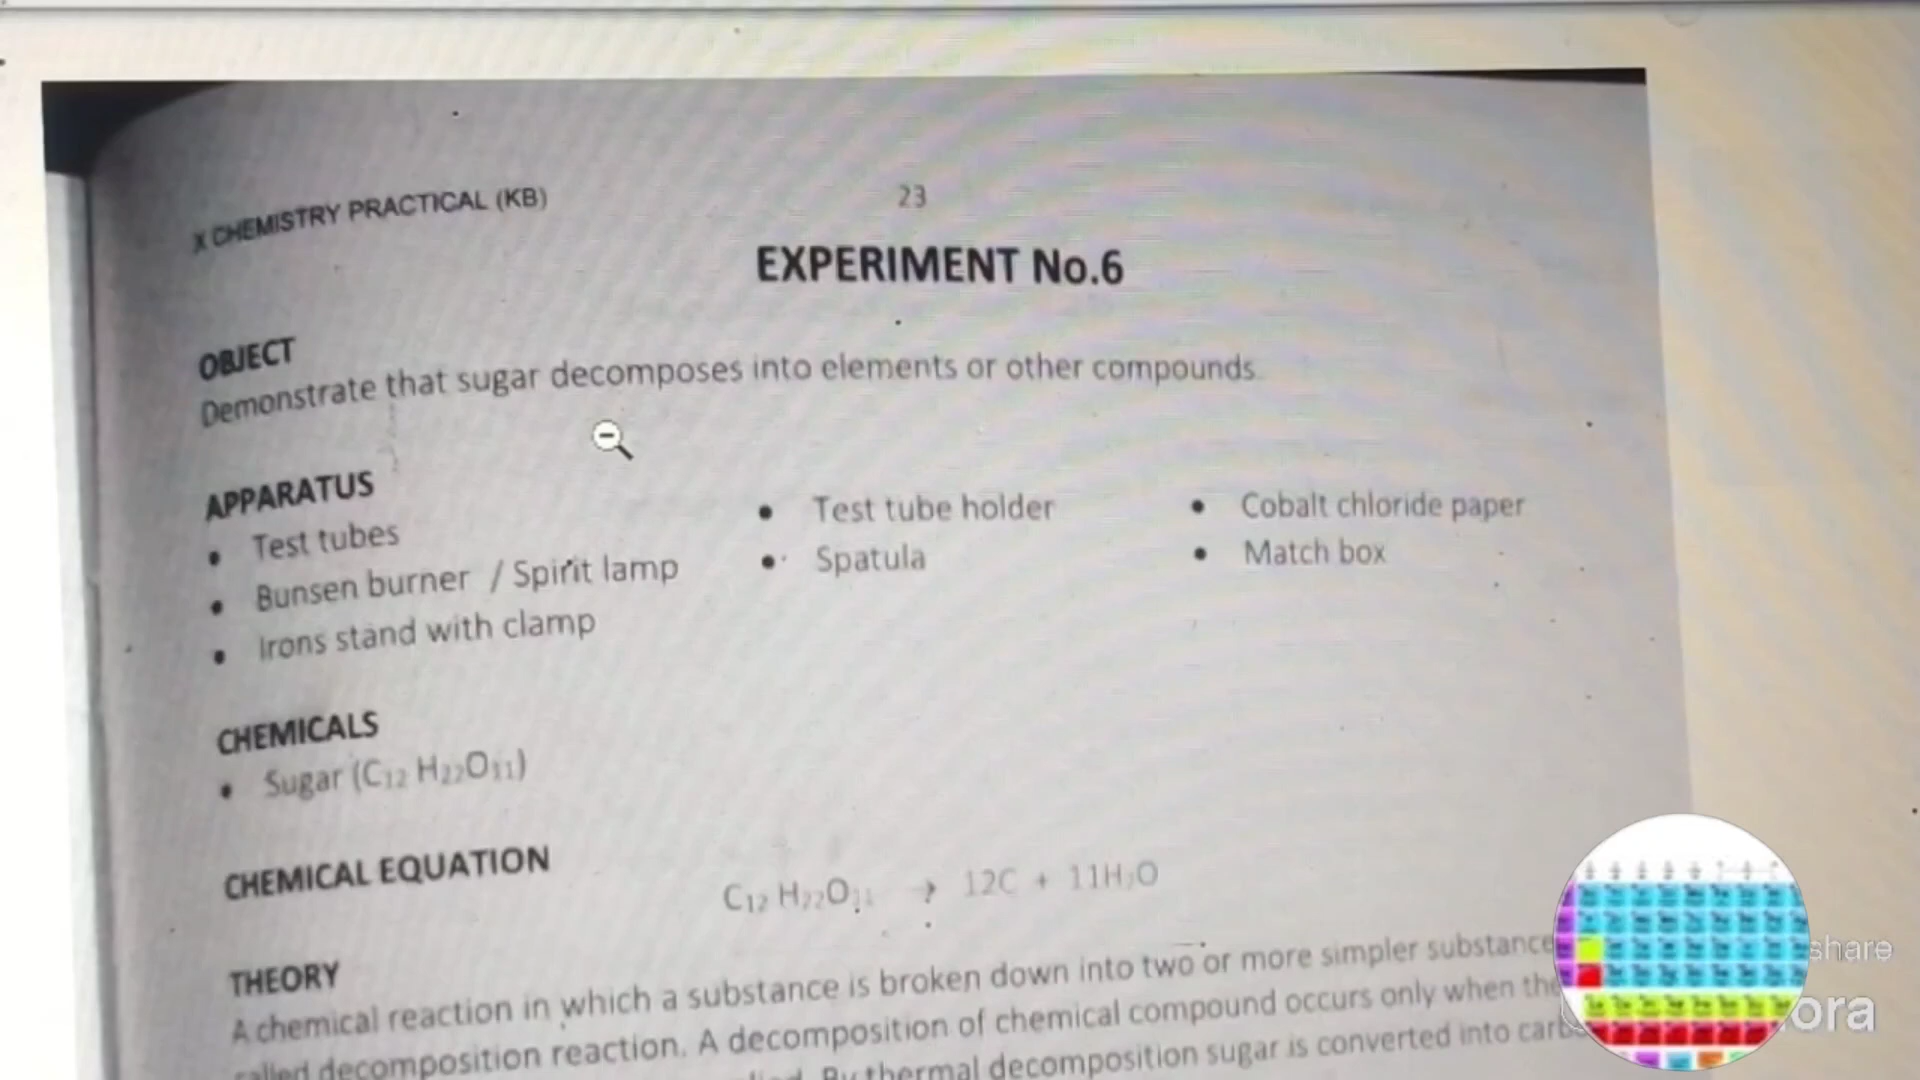 X CHEMISTRY PRACTICAL (KB) 23
EXPERIMENT No.6
OBJECT
Demonstrate that sugar decomposes into elements or other compounds.
APPARATUS
• Test tubes
• Bunsen burner / Spirit lamp
• Irons stand with clamp
• Test tube holder
• Spatula
• Cobalt chloride paper
• Match box
CHEMICALS
• Sugar (C₁₂ H₂₂O₁₁)
CHEMICAL EQUATION
C₁₂ H₂₂O₁₁ → 12C + 11H₂O
THEORY
A chemical reaction in which a substance is broken down into two or more simpler substance
called decomposition reaction. A decomposition of chemical compound occurs only when the
By thermal decomposition sugar is converted into
share
ora